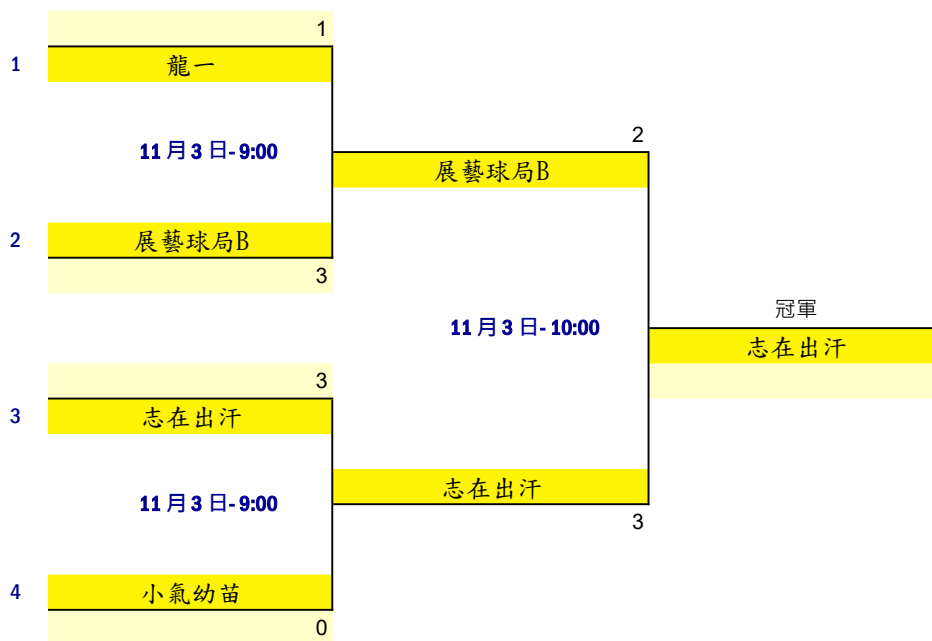 1
1 龍一
11月3日-9:00
2
展藝球局B
2 展藝球局B
3
11月3日-10:00
冠軍
志在出汗
3
3 志在出汗
11月3日-9:00
志在出汗
3
4 小氣幼苗
0